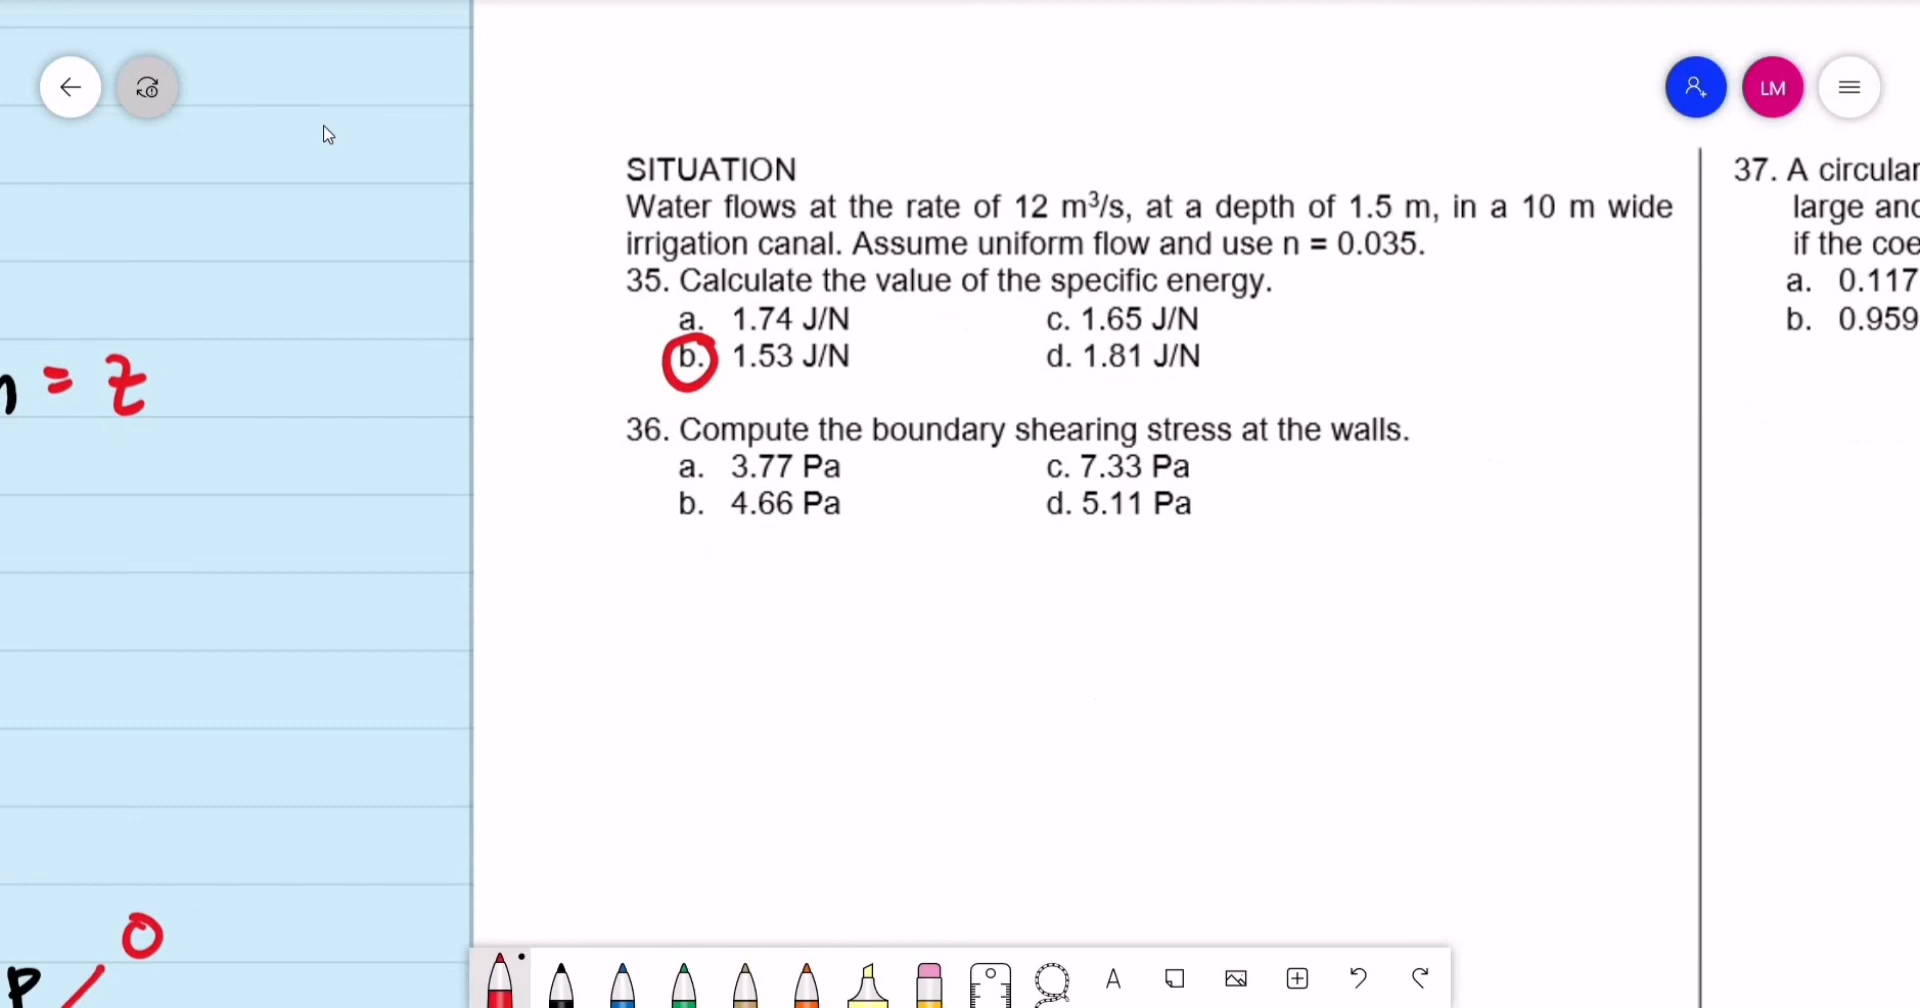 LM
SITUATION
Water flows at the rate of 12 m³/s, at a depth of 1.5 m, in a 10 m wide
irrigation canal. Assume uniform flow and use n = 0.035.
35. Calculate the value of the specific energy.
a. 1.74 J/N c. 1.65 J/N
b. 1.53 J/N d. 1.81 J/N
36. Compute the boundary shearing stress at the walls.
a. 3.77 Pa c. 7.33 Pa
b. 4.66 Pa d. 5.11 Pa
37. A circular
large and
if the coe
a. 0.117
b. 0.959
= z
0
P /
A